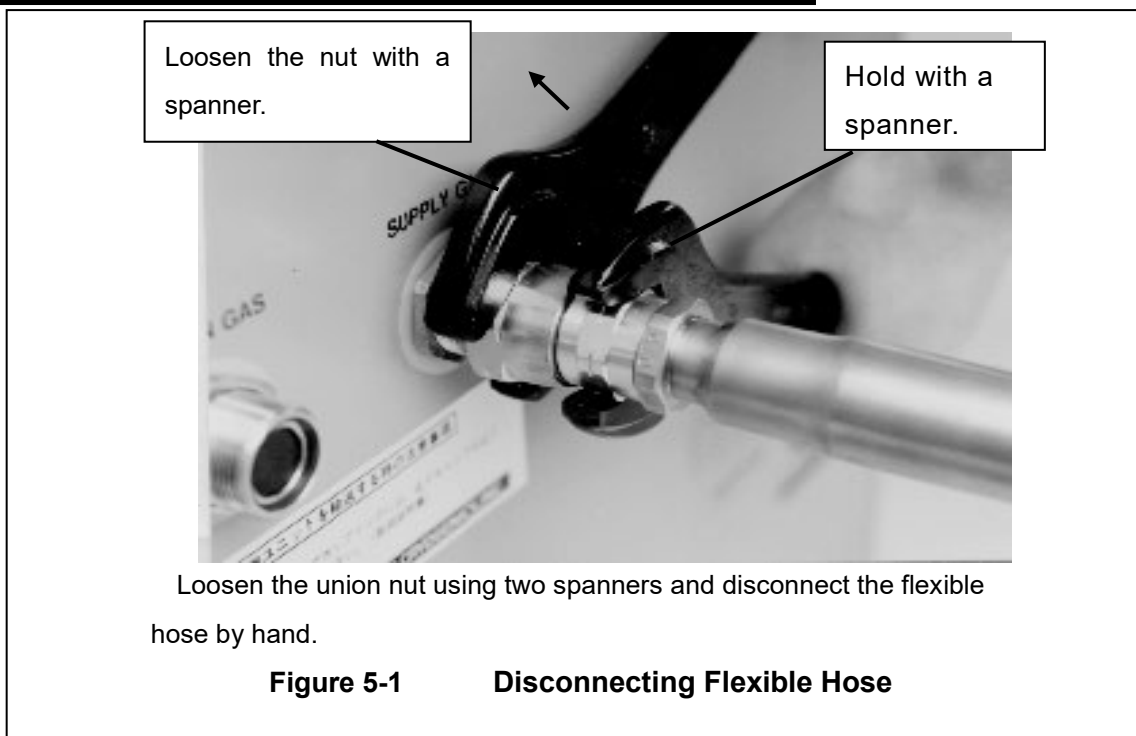 Loosen the nut with a
spanner.
Hold with a
spanner.
SUPPLY
GAS
Loosen the union nut using two spanners and disconnect the flexible
hose by hand.
Figure 5-1 Disconnecting Flexible Hose